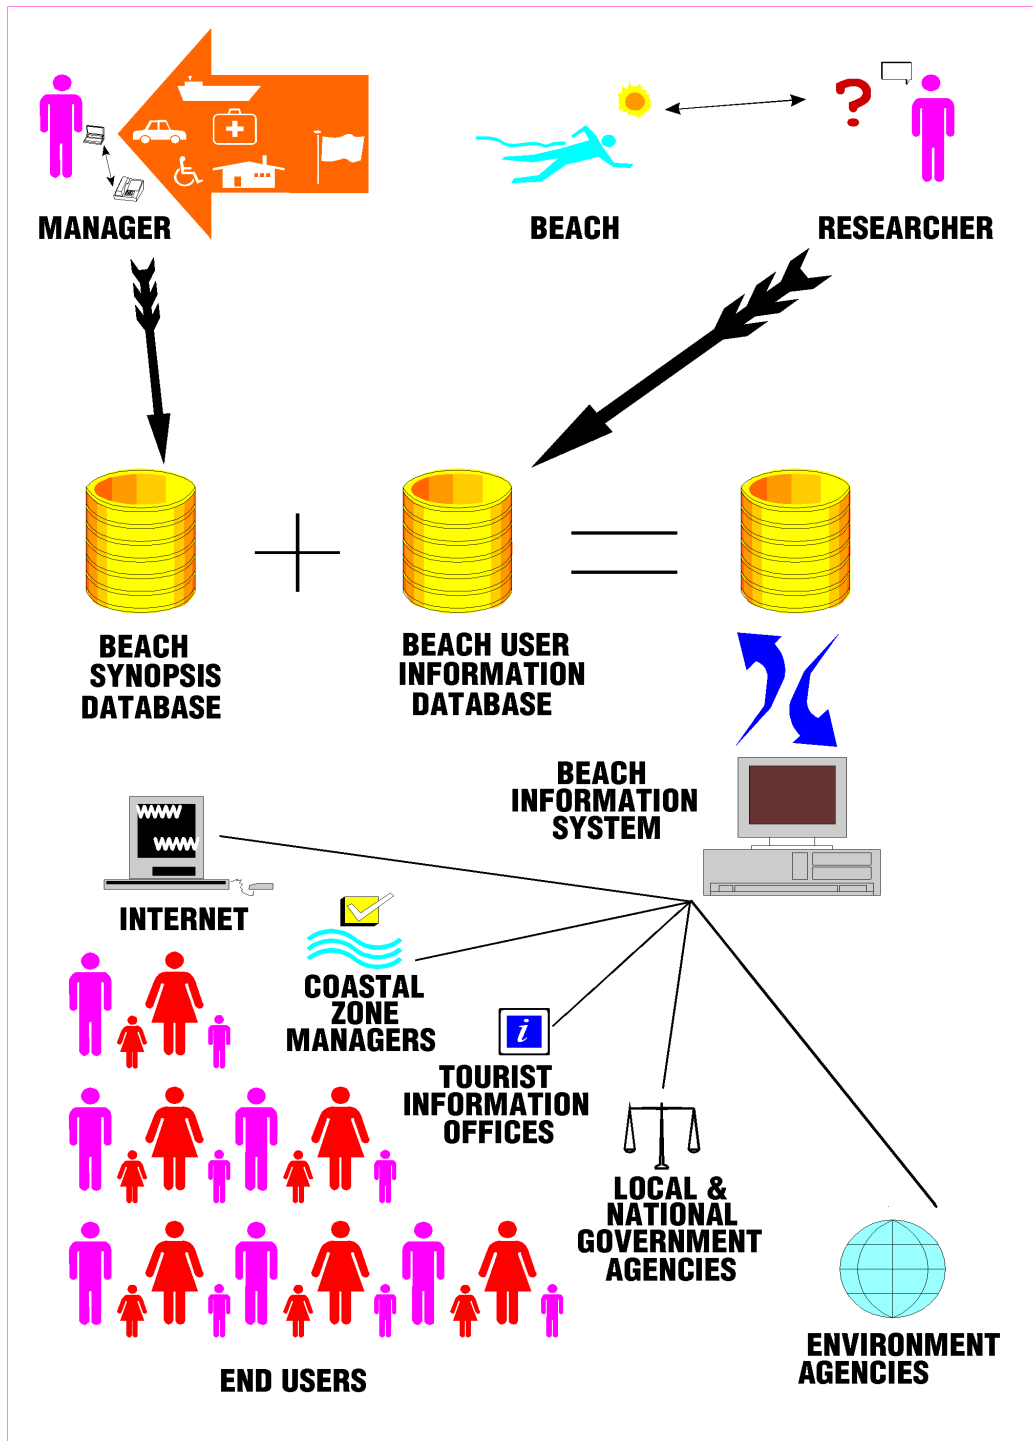 MANAGER
BEACH
RESEARCHER
?
BEACH
SYNOPSIS
DATABASE
BEACH USER
INFORMATION
DATABASE
BEACH
INFORMATION
SYSTEM
WWW
WWW
INTERNET
COASTAL
ZONE
MANAGERS
i
TOURIST
INFORMATION
OFFICES
LOCAL &
NATIONAL
GOVERNMENT
AGENCIES
ENVIRONMENT
AGENCIES
END USERS